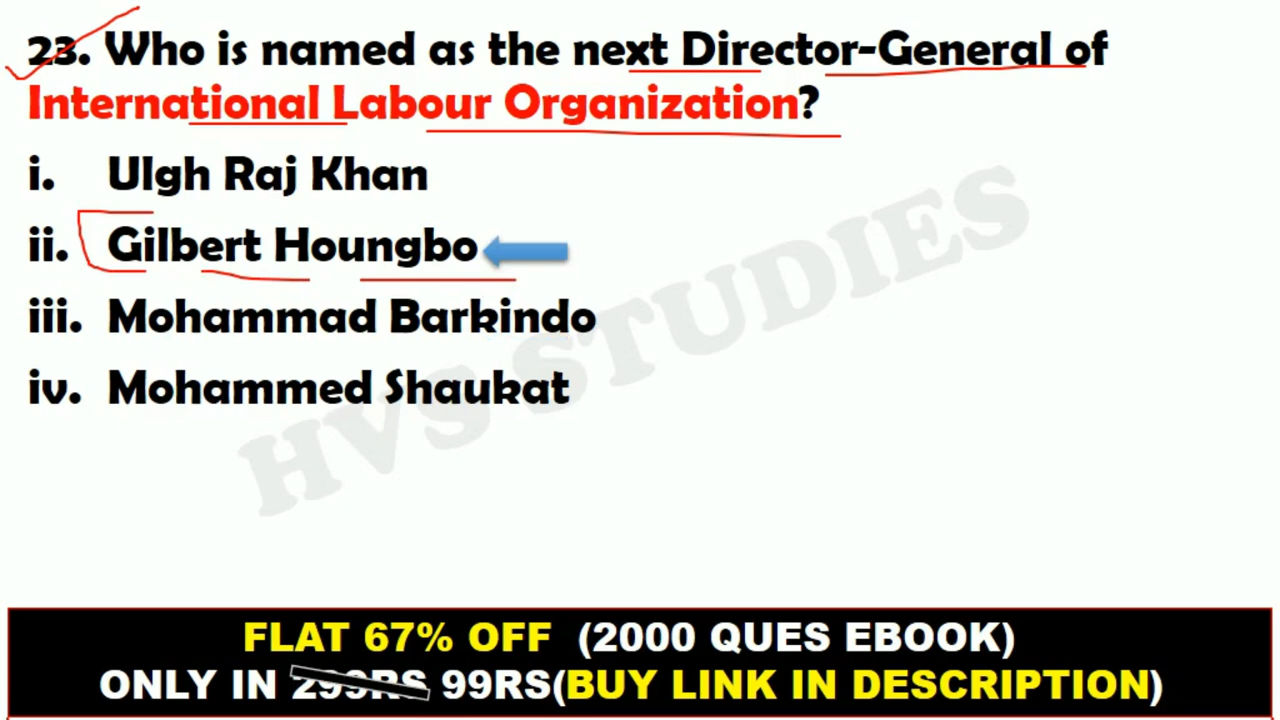 23. Who is named as the next Director-General of
International Labour Organization?
i. Ulgh Raj Khan
ii. Gilbert Houngbo
iii. Mohammad Barkindo
iv. Mohammed Shaukat
HVS STUDIES
FLAT 67% OFF (2000 QUES EBOOK)
ONLY IN 299RS 99RS(BUY LINK IN DESCRIPTION)